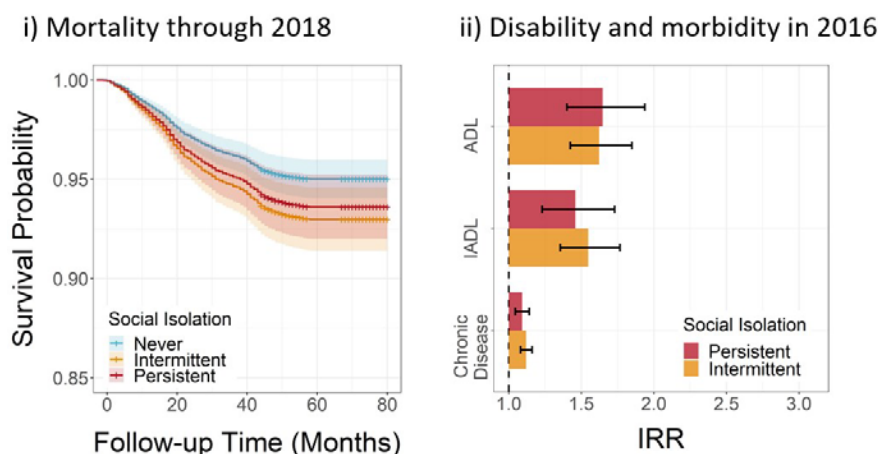 i) Mortality through 2018
Survival Probability
1.00
0.95
0.90
0.85
Social Isolation
Never
Intermittent
Persistent
0 20 40 60 80
Follow-up Time (Months)
ii) Disability and morbidity in 2016
ADL
IADL
Chronic
Disease
Social Isolation
Persistent
Intermittent
1.0 1.5 2.0 2.5 3.0
IRR